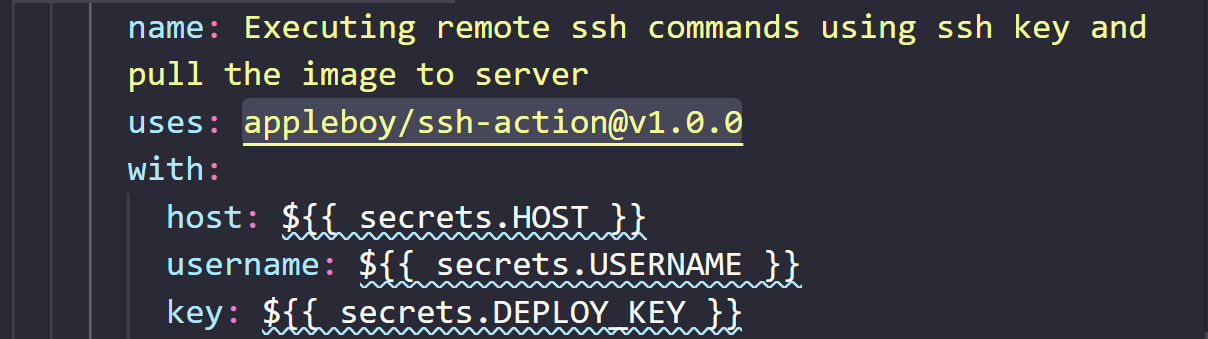 name: Executing remote ssh commands using ssh key and
pull the image to server
uses: appleboy/ssh-action@v1.0.0
with:
host: ${{ secrets.HOST }}
username: ${{ secrets.USERNAME }}
key: ${{ secrets.DEPLOY_KEY }}